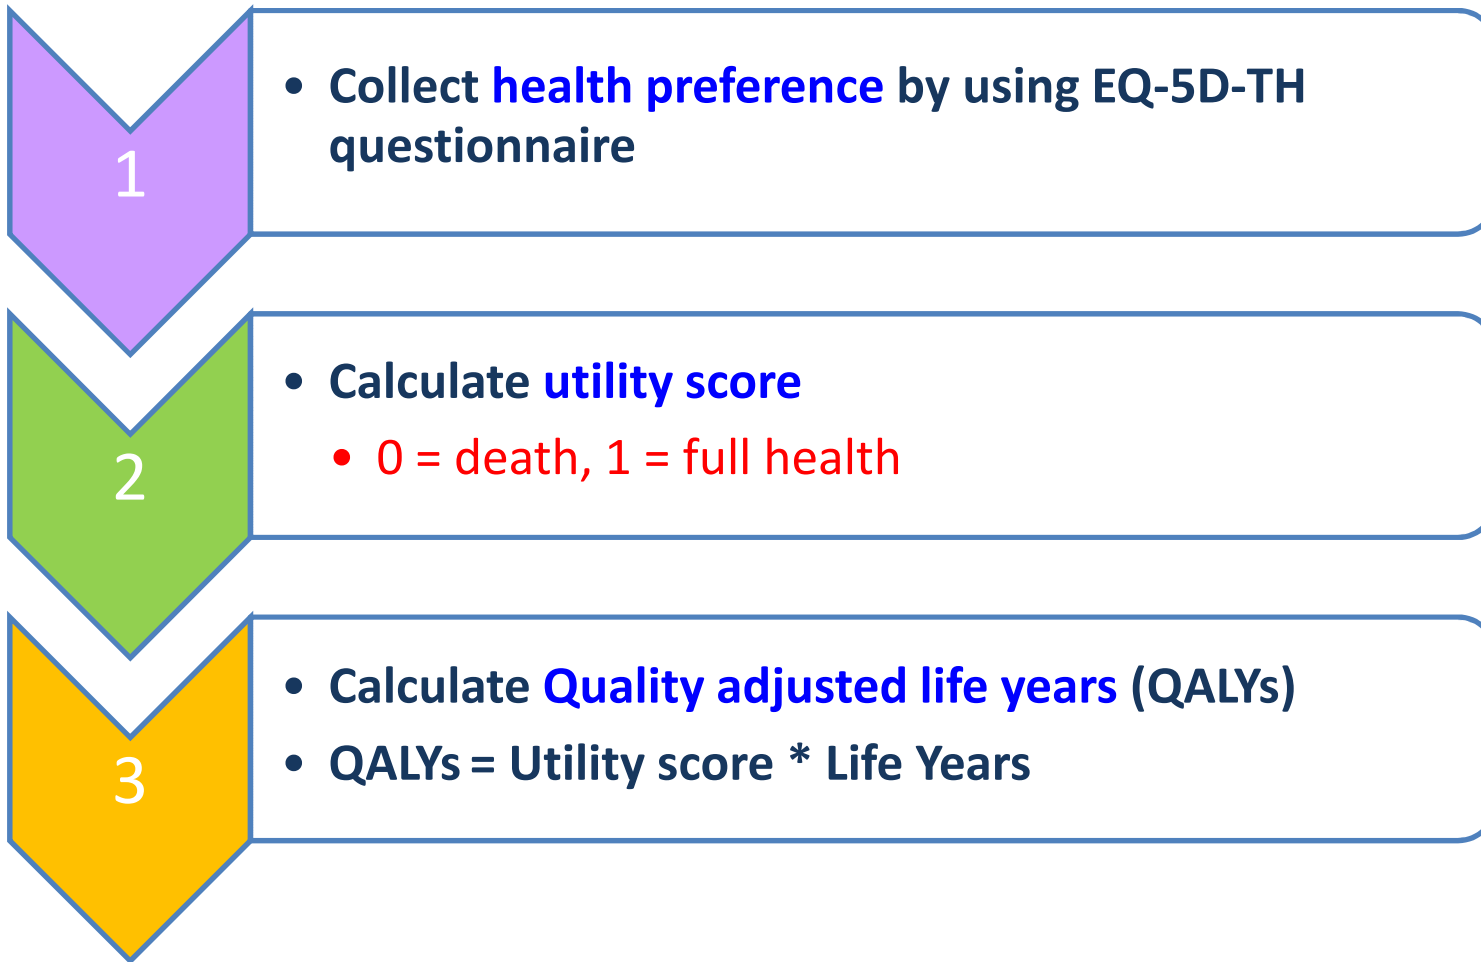 1
• Collect health preference by using EQ-5D-TH
questionnaire
2
• Calculate utility score
• 0 = death, 1 = full health
3
• Calculate Quality adjusted life years (QALYs)
• QALYs = Utility score * Life Years